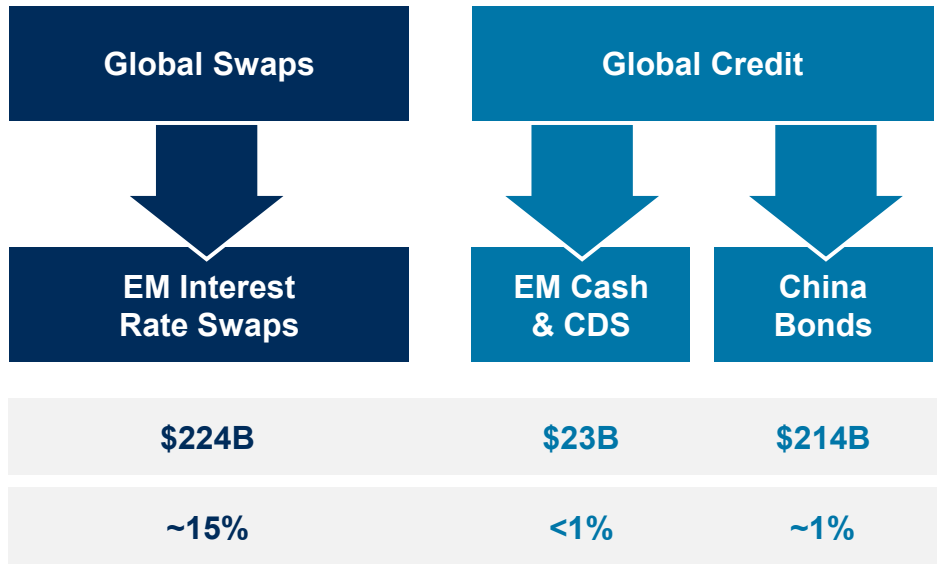 Global Swaps
Global Credit
EM Interest
Rate Swaps
EM Cash
& CDS
China
Bonds
$224B
$23B
$214B
~15%
<1%
~1%